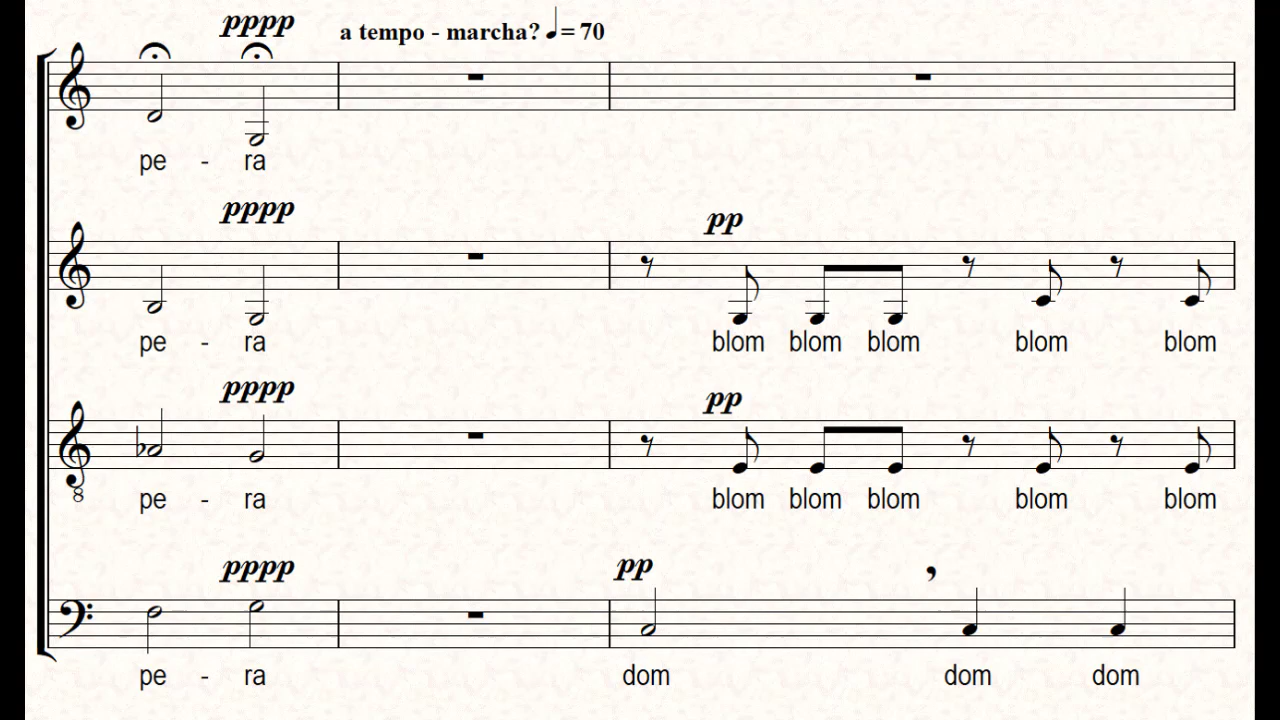 pppp
a tempo - marcha? ♩= 70
pe - ra
pppp
pp
pe - ra blom blom blom blom blom
pppp
pp
8
pe - ra blom blom blom blom blom
pppp
pp
pe - ra dom dom dom